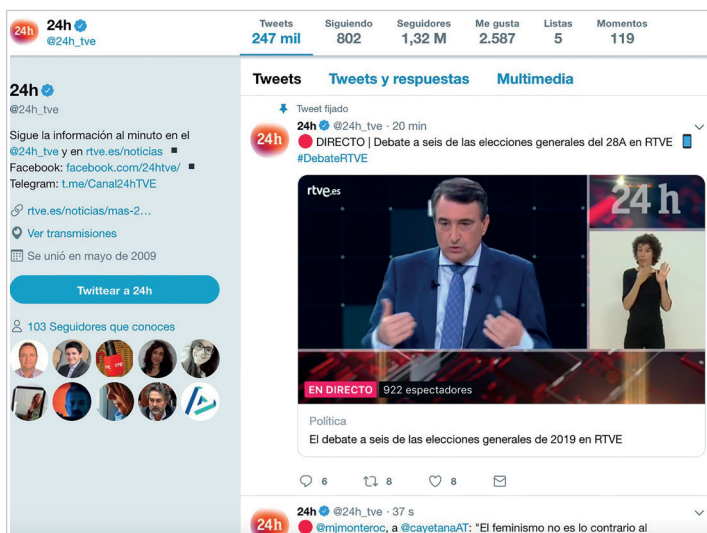 24h
24h
@24h_tve
Tweets
247 mil
Siguiendo
802
Seguidores
1,32 M
Me gusta
2.587
Listas
5
Momentos
119
24h
@24h_tve
Sigue la información al minuto en el
@24h_tve y en rtve.es/noticias ▪
Facebook: facebook.com/24htve/ ▪
Telegram: t.me/Canal24hTVE
rtve.es/noticias/mas-2...
Ver transmisiones
Se unió en mayo de 2009
Twittear a 24h
103 Seguidores que conoces
Tweets Tweets y respuestas Multimedia
Tweet fijado
24h
24h @24h_tve · 20 min
DIRECTO | Debate a seis de las elecciones generales del 28A en RTVE
#DebateRTVE
rtve.es
24h
EN DIRECTO 922 espectadores
Política
El debate a seis de las elecciones generales de 2019 en RTVE
6 8 8
24h
24h @24h_tve · 37 s
@mjmonteroc, a @cayetanaAT: "El feminismo no es lo contrario al